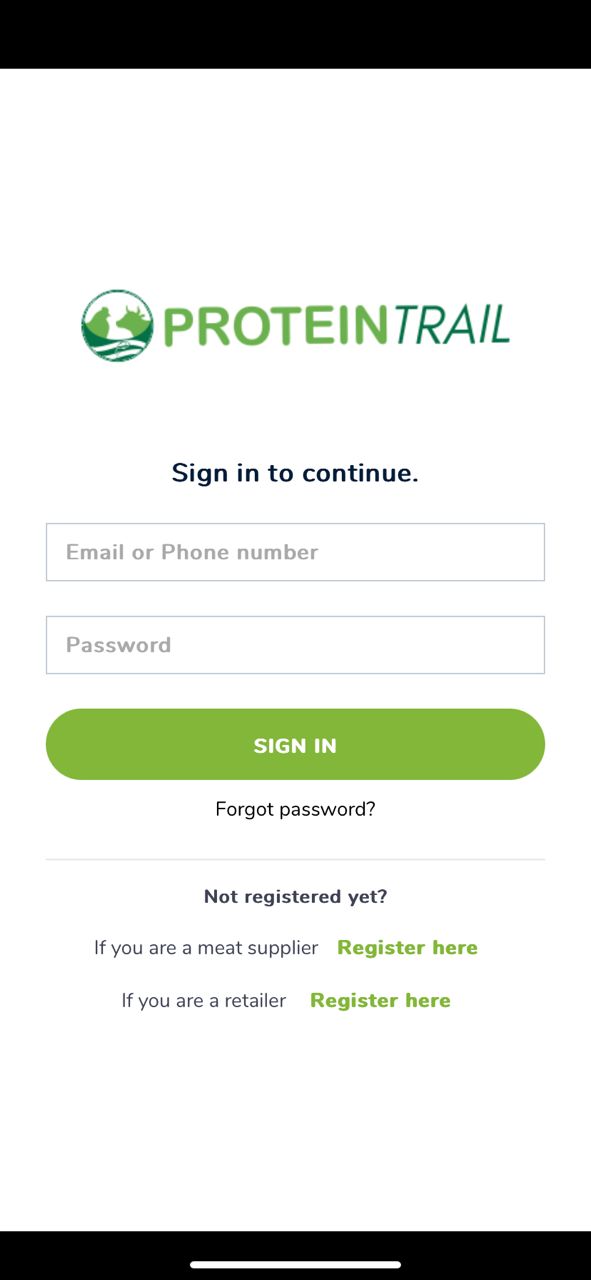 PROTEINTRAIL
Sign in to continue.
Email or Phone number
Password
SIGN IN
Forgot password?
Not registered yet?
If you are a meat supplier Register here
If you are a retailer Register here